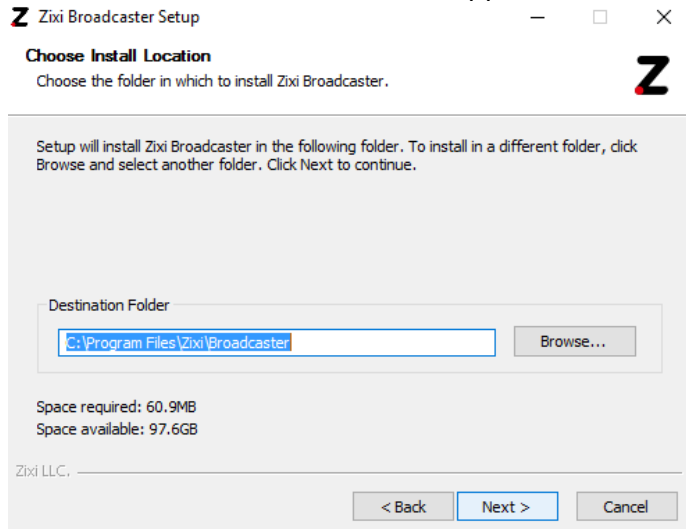 Z Zixi Broadcaster Setup
Choose Install Location
Choose the folder in which to install Zixi Broadcaster.
Z
Setup will install Zixi Broadcaster in the following folder. To install in a different folder, click
Browse and select another folder. Click Next to continue.
Destination Folder
C:\Program Files\Zixi\Broadcaster
Browse...
Space required: 60.9MB
Space available: 97.6GB
Zixi LLC.
< Back
Next >
Cancel